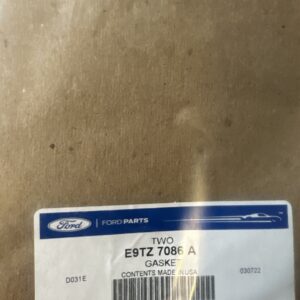 Ford | FORD PARTS
TWO
E9TZ 7086 A
GASKET
D031E CONTENTS MADE IN USA 030722